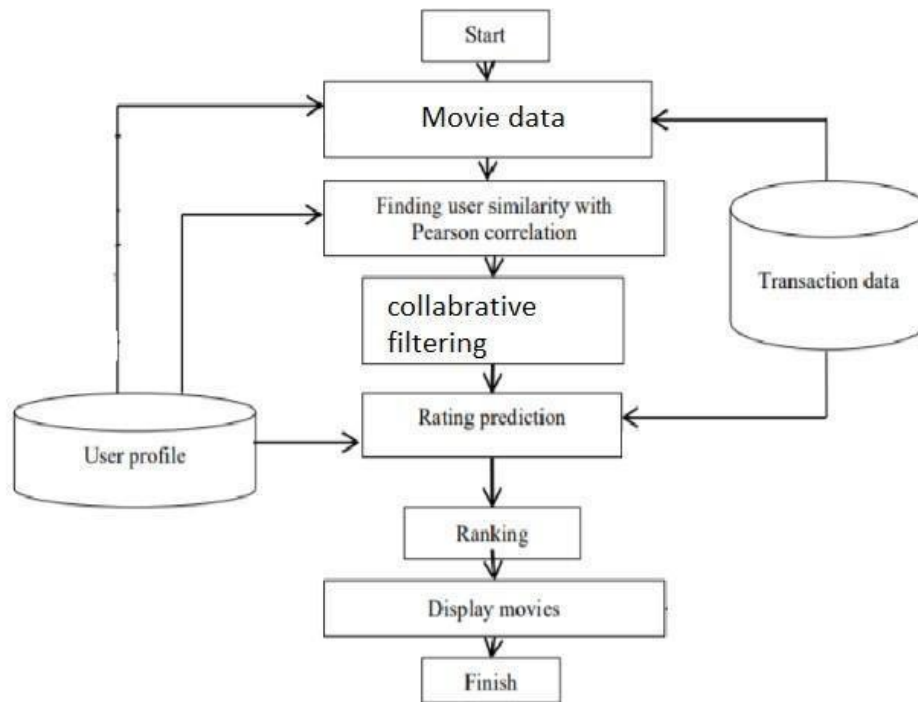 Start
Movie data
Finding user similarity with
Pearson correlation
Transaction data
collabrative
filtering
Rating prediction
User profile
Ranking
Display movies
Finish